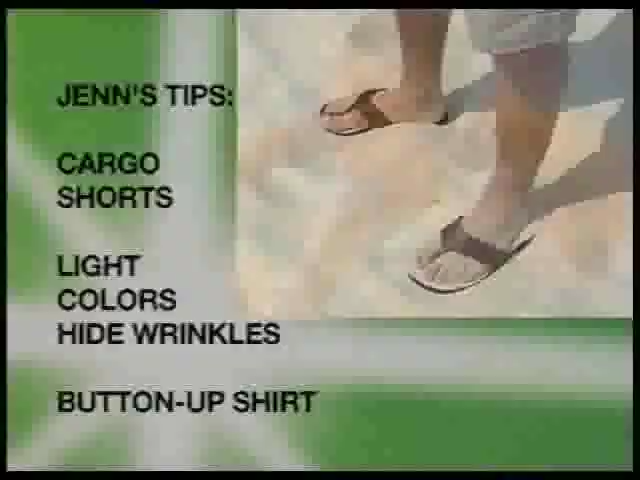 JENN'S TIPS:
CARGO
SHORTS
LIGHT
COLORS
HIDE WRINKLES
BUTTON-UP SHIRT